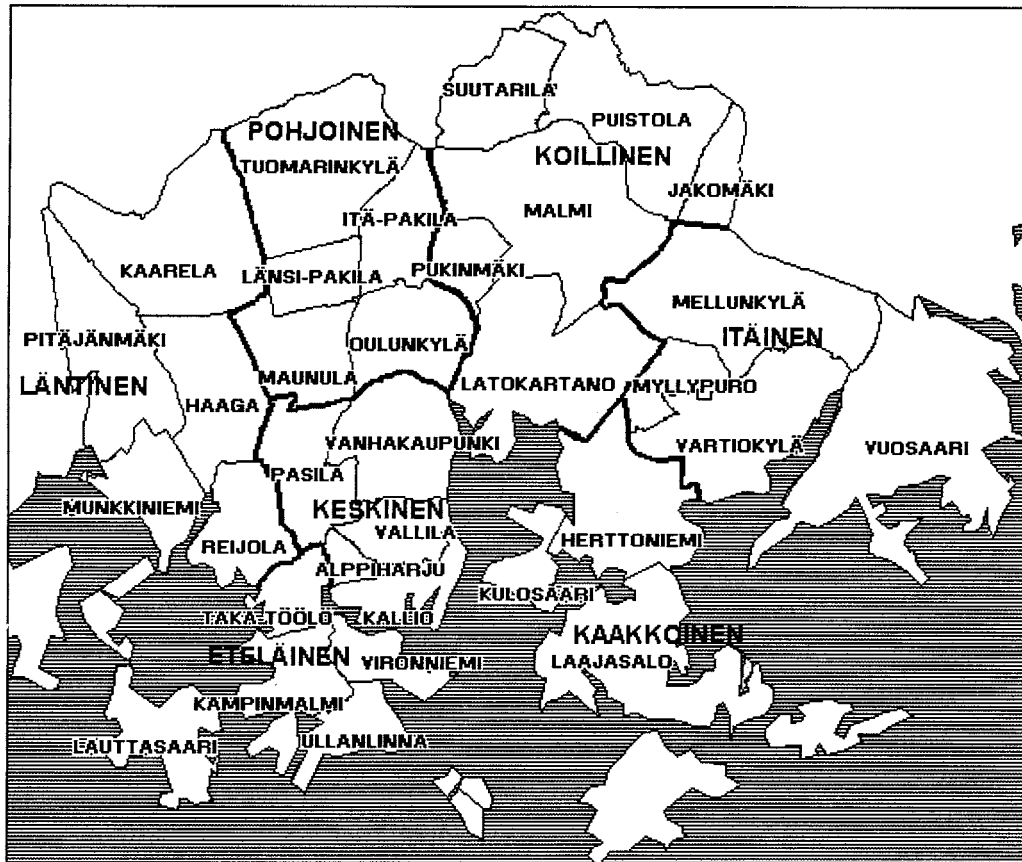 SUUTARILA
PUISTOLA
POHJOINEN
KOILLINEN
TUOMARINKYLÄ
JAKOMÄKI
MALMI
ITÄ-PAKILA
KAARELA
LÄNSI-PAKILA
PUKINMÄKI
MELLUNKYLÄ
PITÄJÄNMÄKI
OULUNKYLÄ
ITÄINEN
LÄNTINEN
MAUNULA
LATOKARTANO
MYLLYPURO
HAAGA
VANHAKAUPUNKI
VARTIOKYLÄ
VUOSAARI
PASILA
MUNKKINIEMI
KESKINEN
VALLILA
REIJOLA
HERTTONIEMI
ALPPIHARJU
KULOSAARI
TAKA-TÖÖLÖ
KALLIO
KAAKKOINEN
ETELÄINEN
VIRONNIEMI
LAAJASALO
KAMPINMALMI
LAUTTASAARI
ULLANLINNA